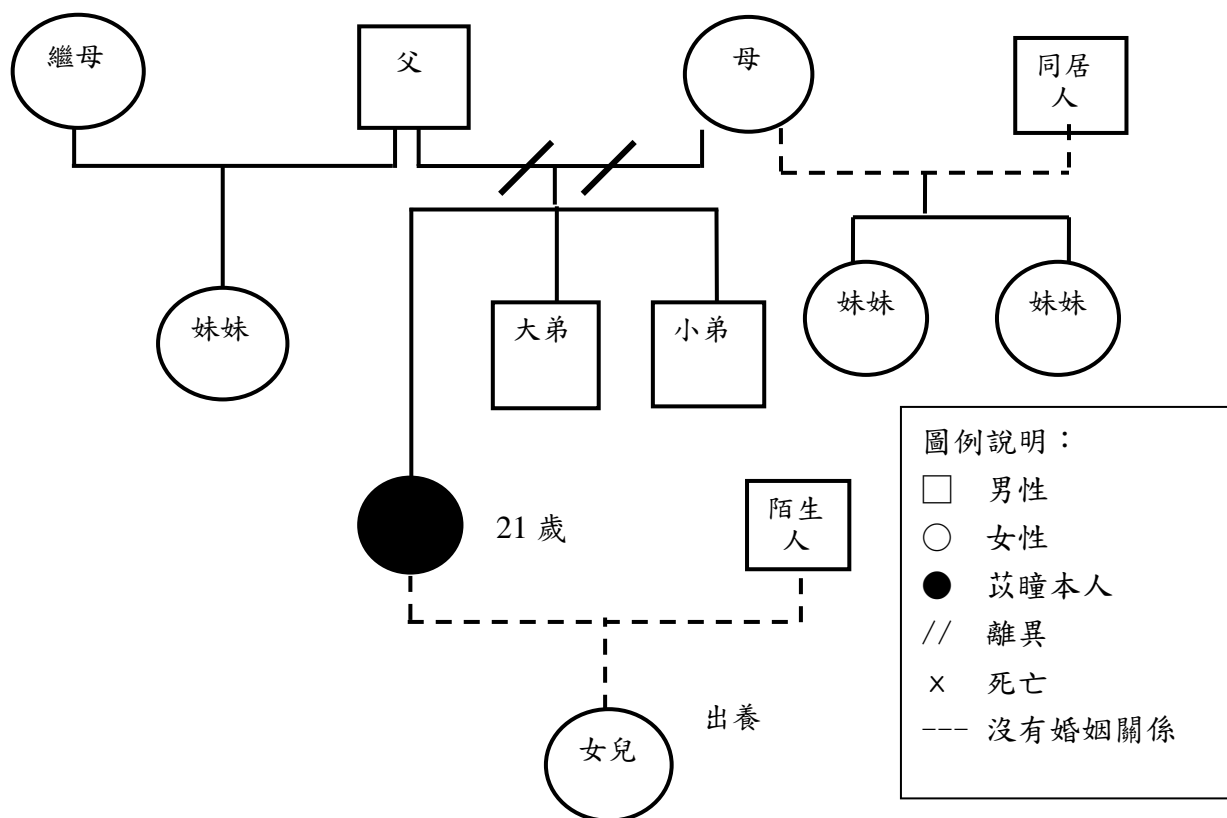 繼母
父
母
同居
人
妹妹
大弟
小弟
妹妹
妹妹
21 歲
陌生
人
女兒
出養
圖例說明：
□ 男性
○ 女性
● 苡瞳本人
// 離異
x 死亡
--- 沒有婚姻關係